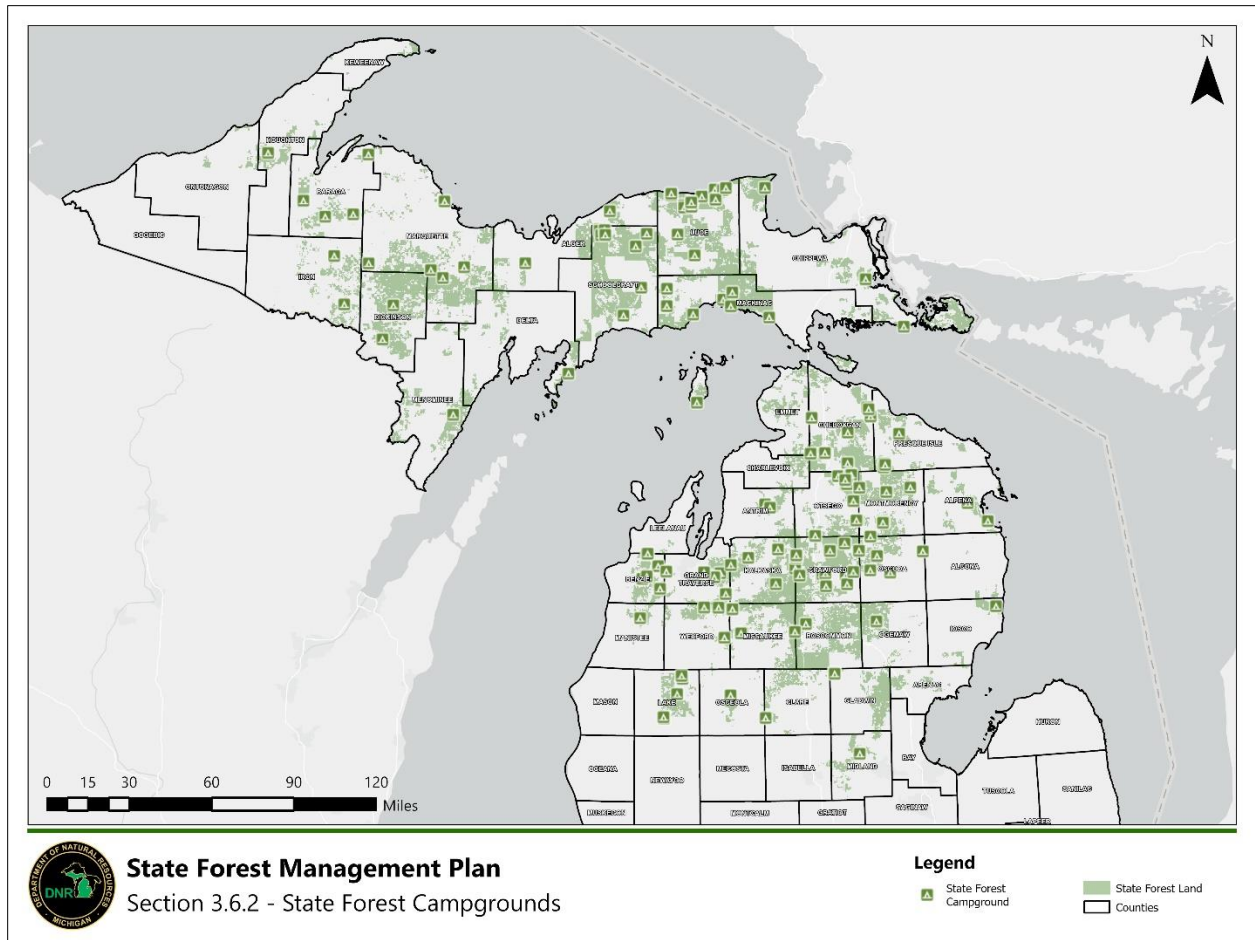 N
KEWEENAW
HOUGHTON
ONTONAGON
BARAGA
GOGEBIC
MARQUETTE
ALGER
LUCE
CHIPPEWA
IRON
SCHOOLCRAFT
MACKINAC
DICKINSON
DELTA
MENOMINEE
EMMET
CHEBOYGAN
PRESQUE ISLE
CHARLEVOIX
ANTRIM
OTSEGO
MONTMORENCY
ALPENA
LEELANAU
BENZIE
GRAND
TRAVERSE
KALKASKA
CRAWFORD
OSCODA
ALCONA
MANISTEE
WEXFORD
MISSAUKEE
ROSCOMMON
OGEMAW
IOSCO
MASON
LAKE
OSCEOLA
CLARE
GLADWIN
ARENAC
HURON
OCEANA
NEWAYGO
MECOSTA
ISABELLA
MIDLAND
BAY
TUSCOLA
SANILAC
MUSKEGON
MONTCALM
GRATIOT
SAGINAW
LAPEER
0 15 30 60 90 120
Miles
DEPARTMENT OF NATURAL RESOURCES
DNR
MICHIGAN
State Forest Management Plan
Section 3.6.2 - State Forest Campgrounds
Legend
State Forest
Campground
State Forest Land
Counties